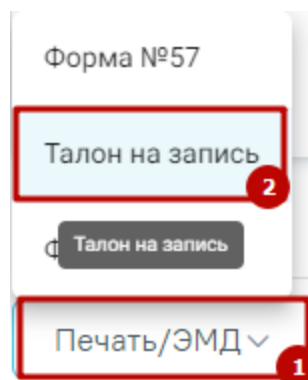 Форма №57
Талон на запись
2
Ф
Талон на запись
Печать/ЭМД
1